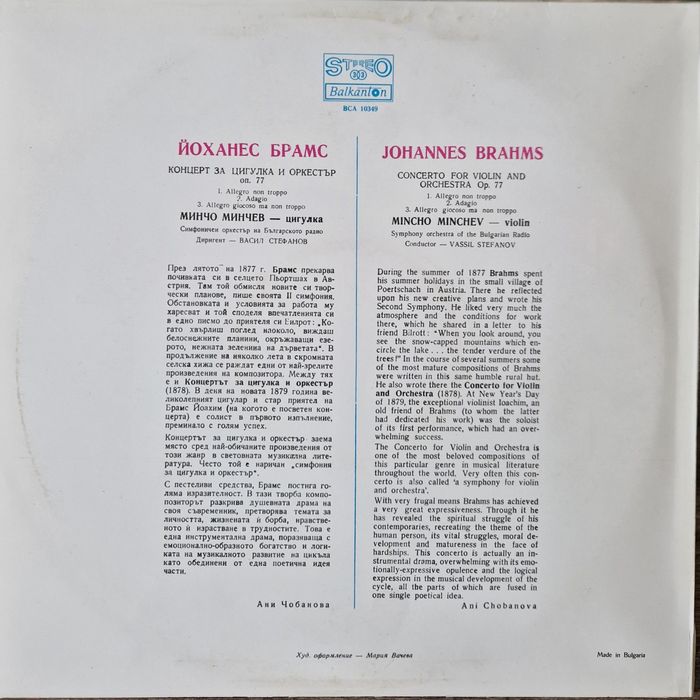 STEREO
33
Balkanton
BCA 10349
ЙОХАНЕС БРАМС
КОНЦЕРТ ЗА ЦИГУЛКА И ОРКЕСТЪР
оп. 77
1. Allegro non troppo
2. Adagio
3. Allegro giocoso ma non troppo
МИНЧО МИНЧЕВ — цигулка
Симфоничен оркестър на Българското радио
Диригент — ВАСИЛ СТЕФАНОВ
През лятото на 1877 г. Брамс прекарва
почивката си в селцето Пьортшах в Ав-
стрия. Там той обмисля новите си твор-
чески планове, пише своята II симфония.
Обстановката и условията за работа му
харесват и той споделя впечатленията си
в едно писмо до приятеля си Билрот: „Ко-
гато хвърлиш поглед наоколо, виждаш
белоснежните планини, окръжаващи езе-
рото, нежната зеленина на дърветата“. В
продължение на няколко лета в скромната
селска хижа се раждат едни от най-зрелите
произведения на композитора. Между тях
е и Концертът за цигулка и оркестър
(1878). В деня на новата 1879 година ве-
ликолепният цигулар и стар приятел на
Брамс Йоахим (на когото е посветен кон-
церта) е солист в първото изпълнение,
преминало с голям успех.
Концертът за цигулка и оркестър заема
място сред най-обичаните произведения от
този жанр в световната музикална лите-
ратура. Често той е наричан „симфония
за цигулка и оркестър“.
С пестеливи средства, Брамс постига го-
ляма изразителност. В тази творба компо-
зиторът разкрива душевната драма на
своя съвременник, претворява темата за
личността, жизнената ѝ борба, нравстве-
ното ѝ израстване в трудностите. Това е
една инструментална драма, поразяваща с
емоционално-образното богатство и логи-
ката на музикалното развитие на цикъла
като обединени от една поетична идея
части.
Ани Чобанова
JOHANNES BRAHMS
CONCERTO FOR VIOLIN AND
ORCHESTRA Op. 77
1. Allegro non troppo
2. Adagio
3. Allegro giocoso ma non troppo
MINCHO MINCHEV — violin
Symphony orchestra of the Bulgarian Radio
Conductor — VASSIL STEFANOV
During the summer of 1877 Brahms spent
his summer holidays in the small village of
Poertschach in Austria. There he reflected
upon his new creative plans and wrote his
Second Symphony. He liked very much the
atmosphere and the conditions for work
there, which he shared in a letter to his
friend Bilrott: "When you look around, you
see the snow-capped mountains which en-
circle the lake . . . the tender verdure of the
trees!" In the course of several summers some
of the most mature compositions of Brahms
were written in this same humble rural hut.
He also wrote there the Concerto for Violin
and Orchestra (1878). At New Year's Day
of 1879, the exceptional violinist Ioachim, an
old friend of Brahms (to whom the latter
had dedicated his work) was the soloist
of its first performance, which had an over-
whelming success.
The Concerto for Violin and Orchestra is
one of the most beloved compositions of
this particular genre in musical literature
throughout the world. Very often this con-
certo is also called 'a symphony for violin
and orchestra'.
With very frugal means Brahms has achieved
a very great expressiveness. Through it he
has revealed the spiritual struggle of his
contemporaries, recreating the theme of the
human person, its vital struggles, moral de-
velopment and matureness in the face of
hardships. This concerto is actually an in-
strumental drama, overwhelming with its emo-
tionally-expressive opulence and the logical
expression in the musical development of the
cycle, all the parts of which are fused in
one single poetical idea.
Ani Chobanova
Худ. оформление — Мария Вачева
Made in Bulgaria